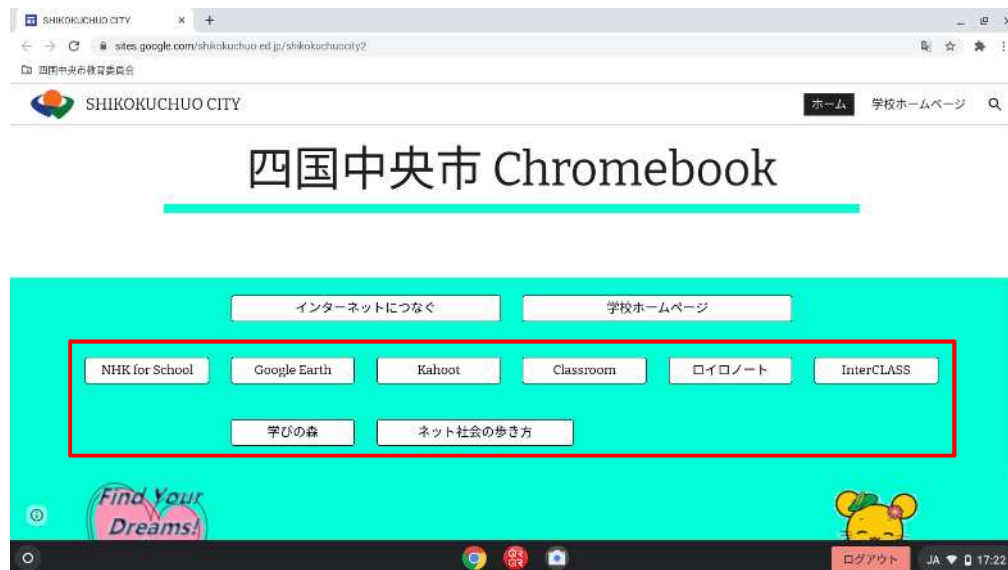 SHIKOKUCHUO CITY
sites.google.com/shikokuchuo.ed.jp/shikokuchuocity2
四国中央市教育委員会
SHIKOKUCHUO CITY ホーム 学校ホームページ
四国中央市 Chromebook
インターネットにつなぐ 学校ホームページ
NHK for School Google Earth Kahoot Classroom ロイロノート InterCLASS
学びの森 ネット社会の歩き方
Find Your
Dreams!
ログアウト JA 17:22